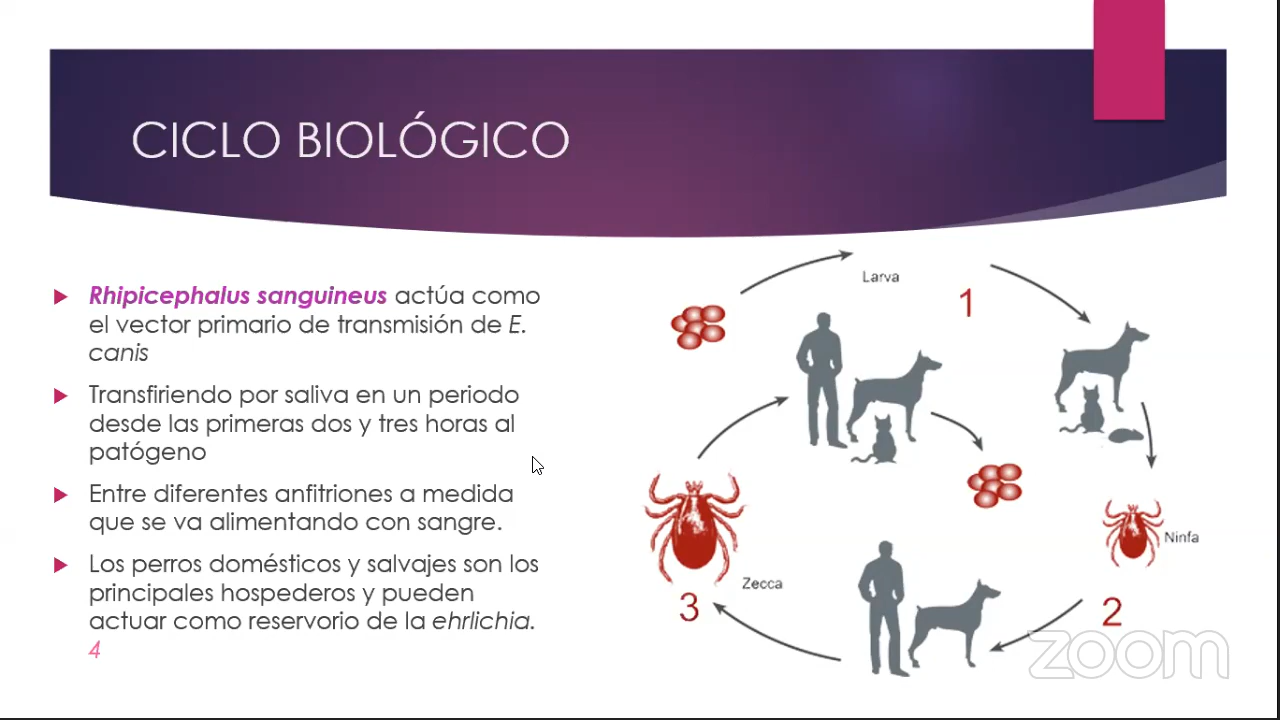 CICLO BIOLÓGICO
Rhipicephalus sanguineus actúa como
el vector primario de transmisión de E.
canis
Transfiriendo por saliva en un periodo
desde las primeras dos y tres horas al
patógeno
Entre diferentes anfitriones a medida
que se va alimentando con sangre.
Los perros domésticos y salvajes son los
principales hospederos y pueden
actuar como reservorio de la ehrlichia.
4
Larva
1
Ninfa
2
Zecca
3
zoom